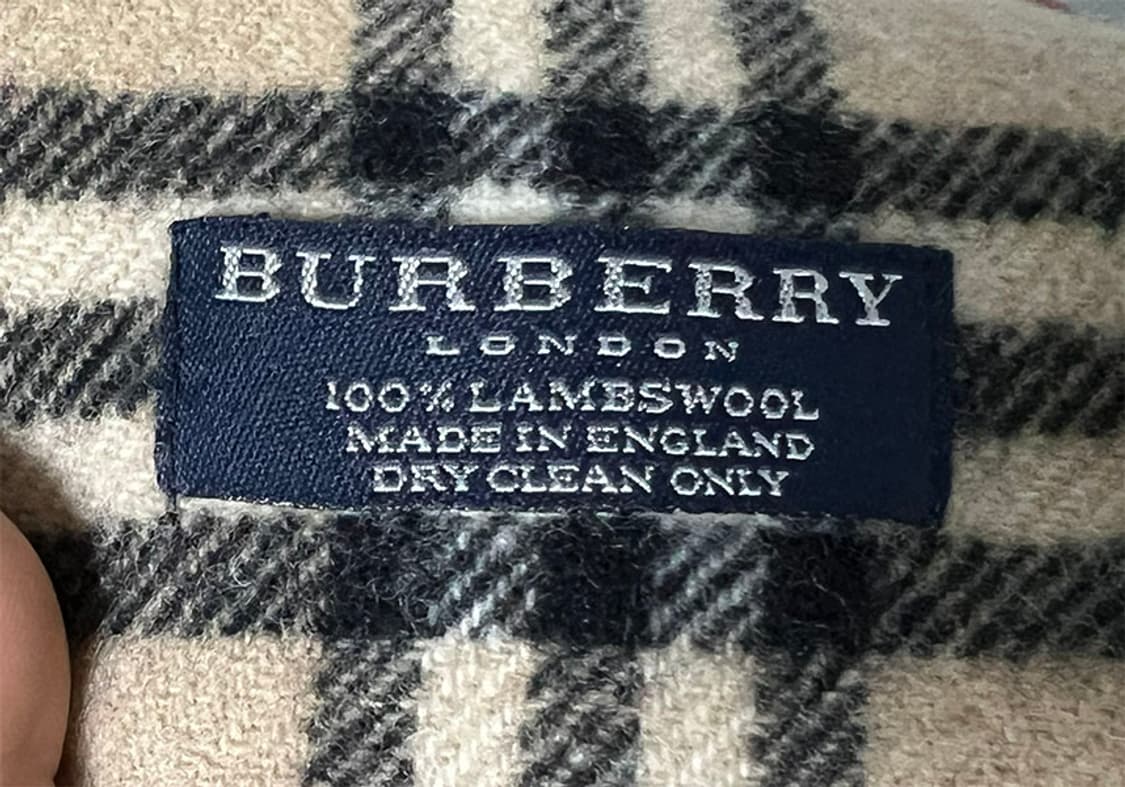 BURBERRY
LONDON
100% LAMBSWOOL
MADE IN ENGLAND
DRY CLEAN ONLY